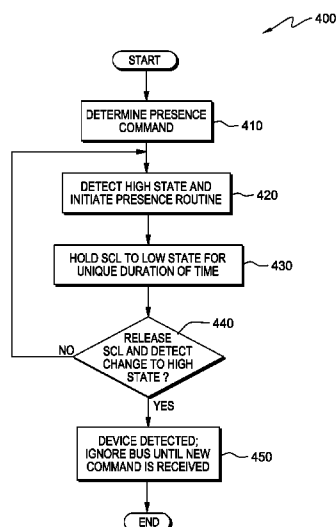 400
START
DETERMINE PRESENCE
COMMAND
410
DETECT HIGH STATE AND
INITIATE PRESENCE ROUTINE
420
HOLD SCL TO LOW STATE FOR
UNIQUE DURATION OF TIME
430
440
RELEASE
SCL AND DETECT
CHANGE TO HIGH
STATE ?
NO
YES
DEVICE DETECTED;
IGNORE BUS UNTIL NEW
COMMAND IS RECEIVED
450
END